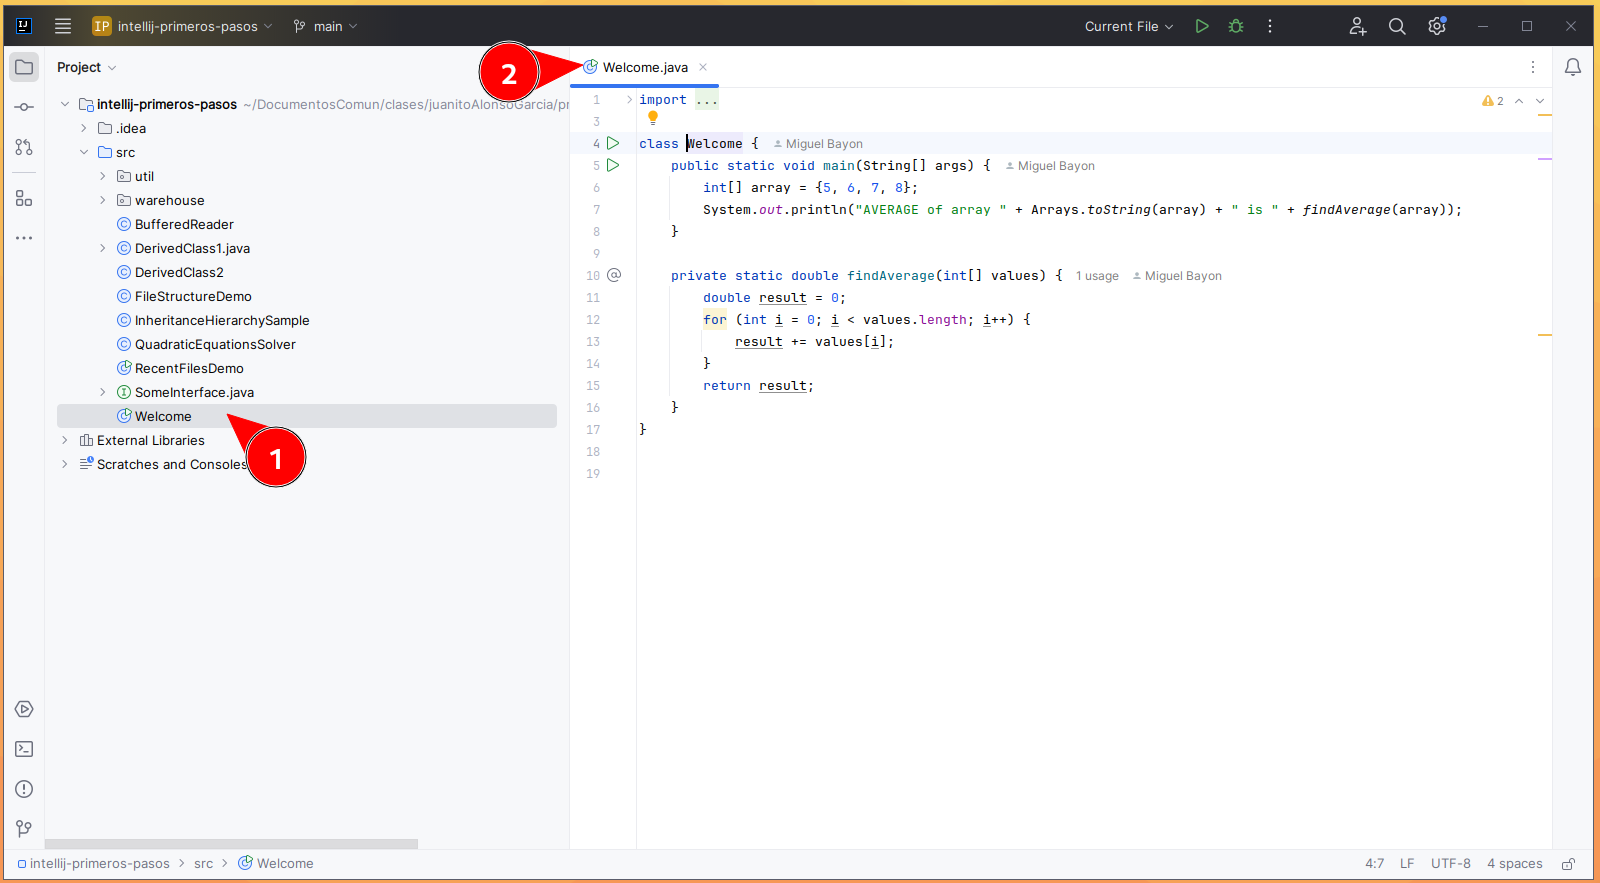 IJ
IP intellij-primeros-pasos main Current File
Project
intellij-primeros-pasos ~/DocumentosComun/clases/juanitoAlonsoGarcia/pr
.idea
src
util
warehouse
BufferedReader
DerivedClass1.java
DerivedClass2
FileStructureDemo
InheritanceHierarchySample
QuadraticEquationsSolver
RecentFilesDemo
SomeInterface.java
Welcome
External Libraries
Scratches and Consoles
1
2
Welcome.java
2
1 import ...
3
4 class Welcome { Miguel Bayon
5 public static void main(String[] args) { Miguel Bayon
6 int[] array = {5, 6, 7, 8};
7 System.out.println("AVERAGE of array " + Arrays.toString(array) + " is " + findAverage(array));
8 }
9
10 @ private static double findAverage(int[] values) { 1 usage Miguel Bayon
11 double result = 0;
12 for (int i = 0; i < values.length; i++) {
13 result += values[i];
14 }
15 return result;
16 }
17 }
18
19
intellij-primeros-pasos > src > Welcome
4:7 LF UTF-8 4 spaces